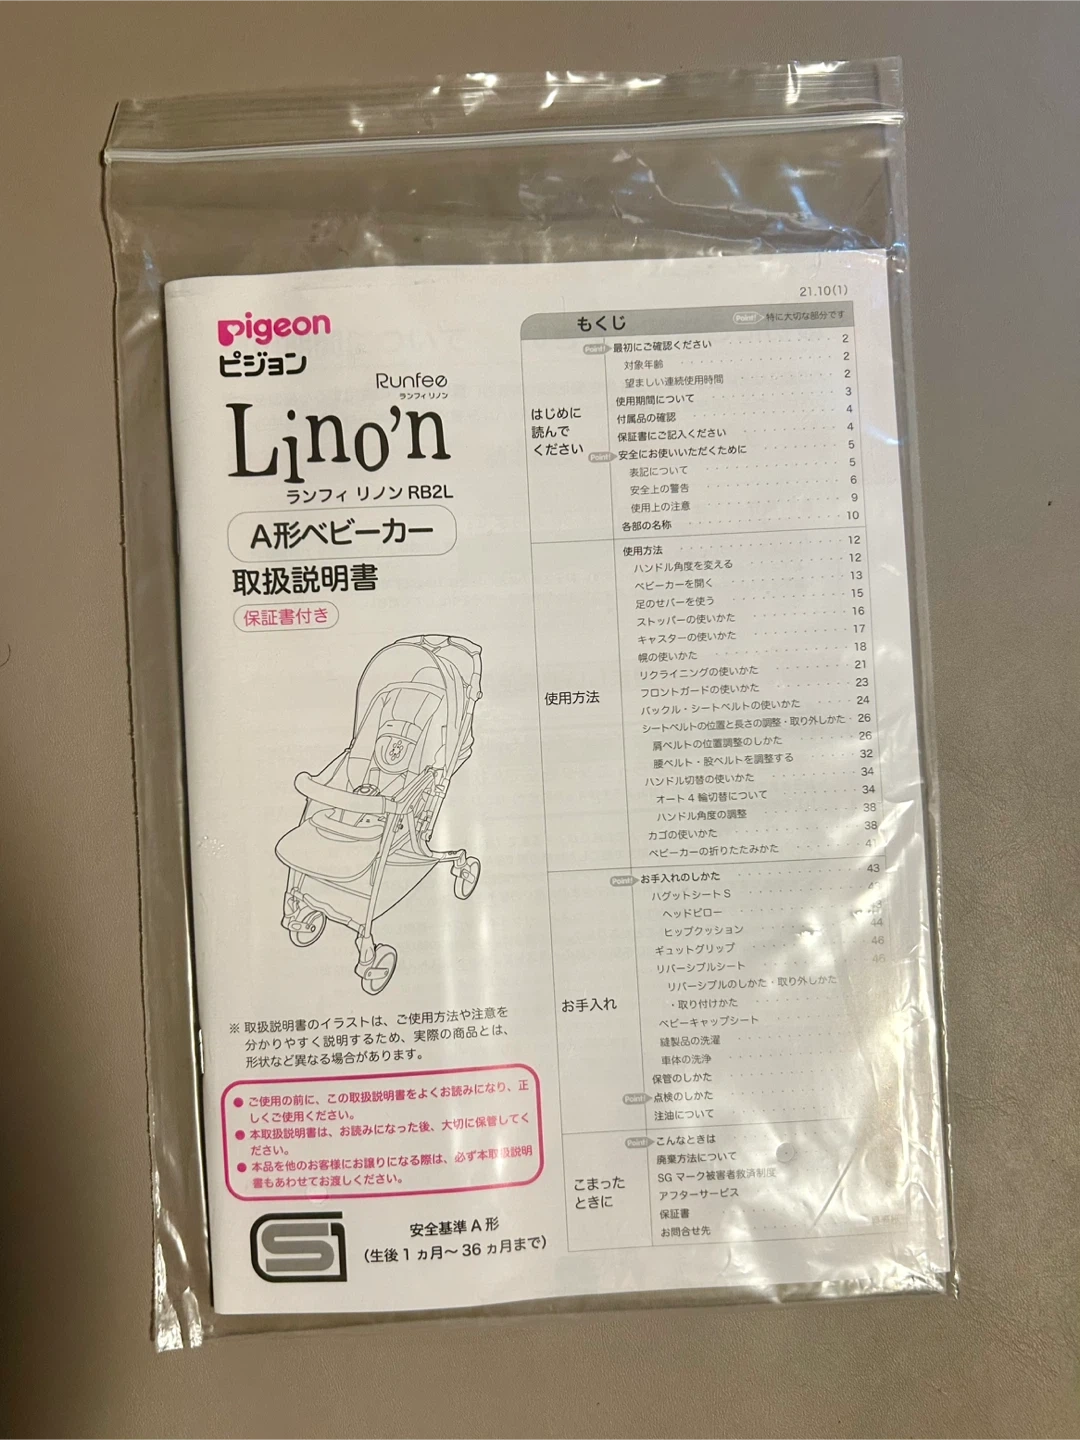 Pigeon
ピジョン
Runfee
ランフィ リノン
Lino'n
ランフィ リノン RB2L
A形ベビーカー
取扱説明書
保証書付き
※ 取扱説明書のイラストは、ご使用方法や注意を
分かりやすく説明するため、実際の商品とは、
形状など異なる場合があります。
● ご使用の前に、この取扱説明書をよくお読みになり、正
しくご使用ください。
● 本取扱説明書は、お読みになった後、大切に保管してく
ださい。
● 本品を他のお客様にお譲りになる際は、必ず本取扱説明
書もあわせてお渡しください。
安全基準 A 形
(生後 1 ヵ月〜 36 ヵ月まで)
21.10(1)
もくじ
Point! 特に大切な部分です
はじめに
読んで
ください
Point! 最初にご確認ください 2
対象年齢 2
望ましい連続使用時間 2
使用期間について 3
付属品の確認 4
保証書にご記入ください 4
Point! 安全にお使いいただくために 5
表記について 5
安全上の警告 6
使用上の注意 9
各部の名称 10
使用方法
使用方法 12
ハンドル角度を変える 12
ベビーカーを開く 13
足のせバーを使う 15
ストッパーの使いかた 16
キャスターの使いかた 17
幌の使いかた 18
リクライニングの使いかた 21
フロントガードの使いかた 23
バックル・シートベルトの使いかた 24
シートベルトの位置と長さの調整・取り外しかた 26
肩ベルトの位置調整のしかた 26
腰ベルト・股ベルトを調整する 32
ハンドル切替の使いかた 34
オート 4 輪切替について 34
ハンドル角度の調整 38
カゴの使いかた 38
ベビーカーの折りたたみかた
お手入れ
Point! お手入れのしかた 43
ハグットシート S
ヘッドピロー
ヒップクッション 44
ギュットグリップ 46
リバーシブルシート 46
リバーシブルのしかた・取り外しかた
・取り付けかた
ベビーキャップシート
縫製品の洗濯
車体の洗浄
保管のしかた
Point! 点検のしかた
注油について
こまった
ときに
Point! こんなときは
廃棄方法について
SG マーク被害者救済制度
アフターサービス
保証書
お問合せ先